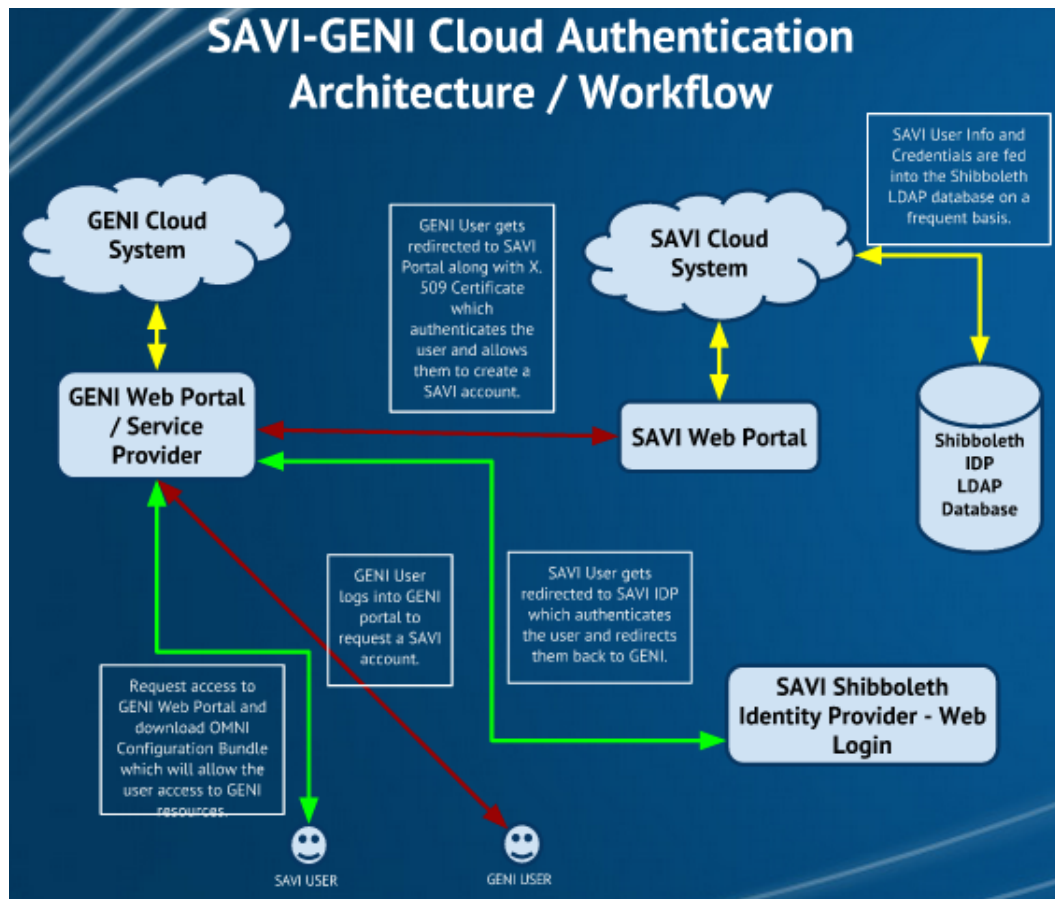 SAVI-GENI Cloud Authentication
Architecture / Workflow
SAVI User Info and
Credentials are fed
into the Shibboleth
LDAP database on a
frequent basis.
GENI Cloud
System
GENI User gets
redirected to SAVI
Portal along with X.
509 Certificate
which
authenticates the
user and allows
them to create a
SAVI account.
SAVI Cloud
System
GENI Web Portal
/ Service
Provider
SAVI Web Portal
Shibboleth
IDP
LDAP
Database
GENI User
logs into GENI
portal to
request a SAVI
account.
SAVI User gets
redirected to SAVI IDP
which authenticates
the user and redirects
them back to GENI.
Request access to
GENI Web Portal and
download OMNI
Configuration Bundle
which will allow the
user access to GENI
resources.
SAVI Shibboleth
Identity Provider - Web
Login
SAVI USER
GENI USER